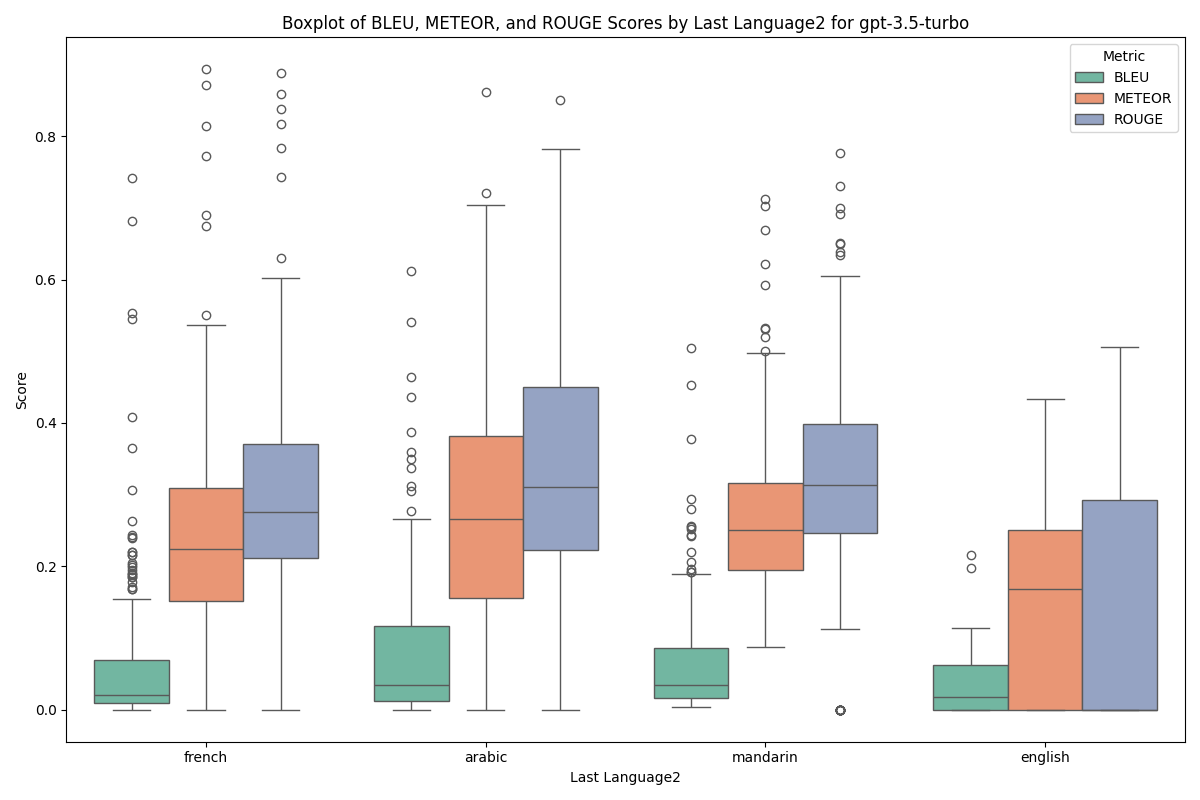 Boxplot of BLEU, METEOR, and ROUGE Scores by Last Language2 for gpt-3.5-turbo
Metric
BLEU
METEOR
ROUGE
Score
0.8
0.6
0.4
0.2
0.0
french arabic mandarin english
Last Language2